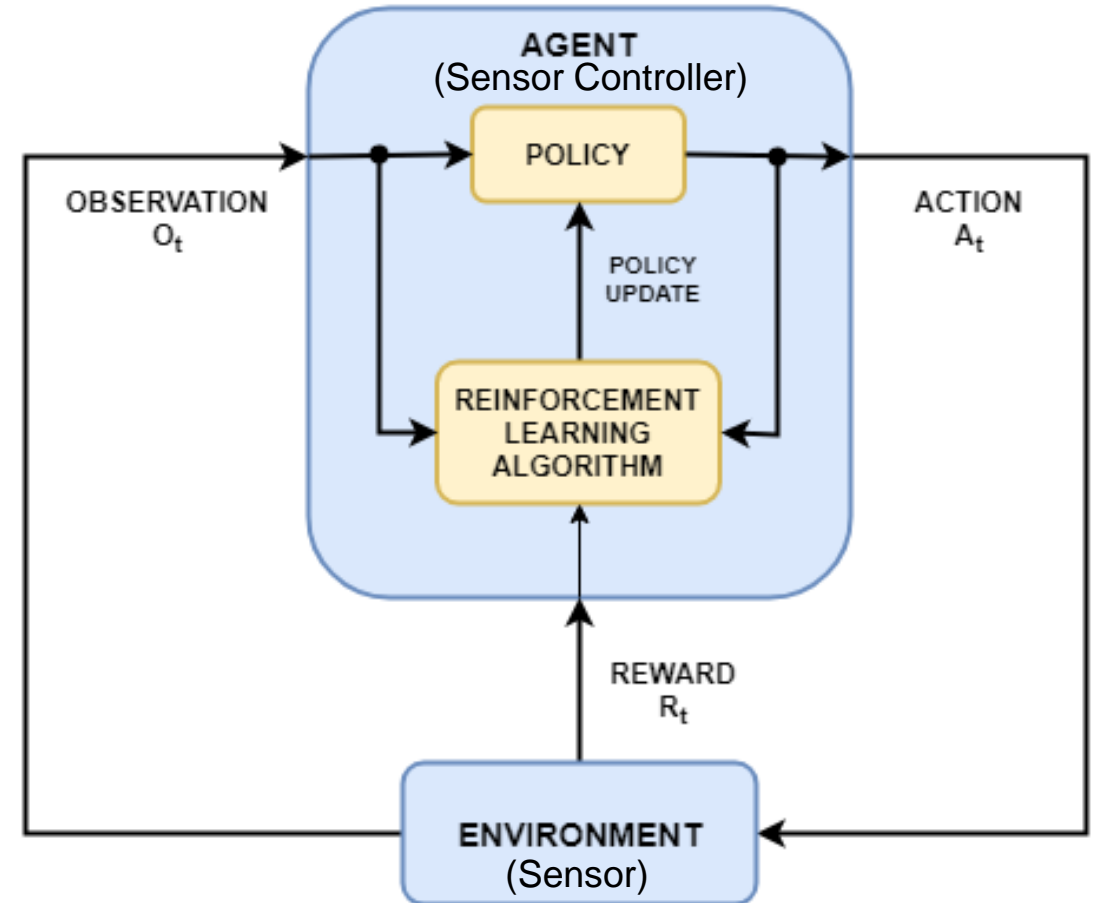 AGENT
(Sensor Controller)
POLICY
OBSERVATION
Oₜ
ACTION
Aₜ
POLICY
UPDATE
REINFORCEMENT
LEARNING
ALGORITHM
REWARD
Rₜ
ENVIRONMENT
(Sensor)